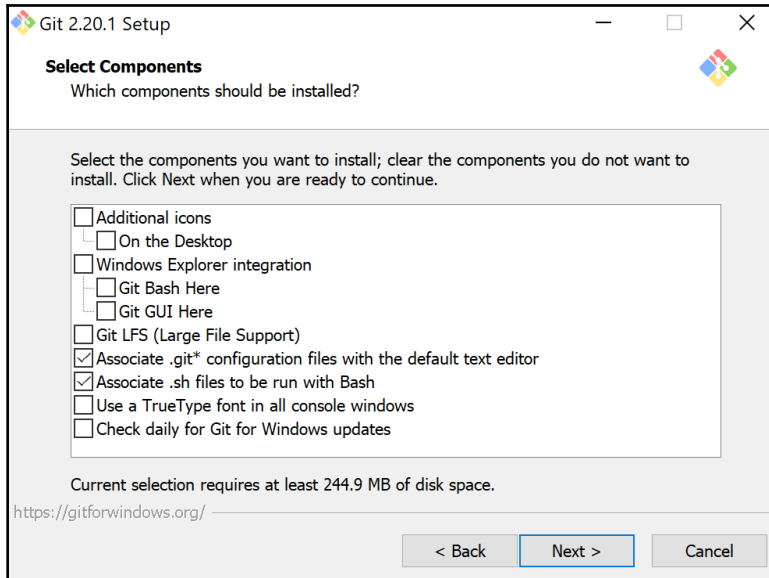 Git 2.20.1 Setup
Select Components
Which components should be installed?
Select the components you want to install; clear the components you do not want to
install. Click Next when you are ready to continue.
Additional icons
On the Desktop
Windows Explorer integration
Git Bash Here
Git GUI Here
Git LFS (Large File Support)
Associate .git* configuration files with the default text editor
Associate .sh files to be run with Bash
Use a TrueType font in all console windows
Check daily for Git for Windows updates
Current selection requires at least 244.9 MB of disk space.
https://gitforwindows.org/
< Back Next > Cancel